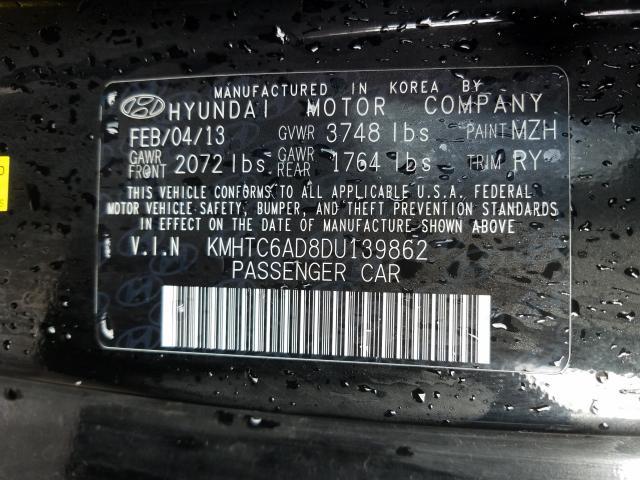 MANUFACTURED IN KOREA BY
HYUNDAI MOTOR COMPANY
FEB/04/13 GVWR 3748 lbs PAINT MZH
GAWR FRONT 2072 lbs GAWR REAR 1764 lbs TRIM RY
THIS VEHICLE CONFORMS TO ALL APPLICABLE U.S.A. FEDERAL
MOTOR VEHICLE SAFETY, BUMPER, AND THEFT PREVENTION STANDARDS
IN EFFECT ON THE DATE OF MANUFACTURE SHOWN ABOVE
V.I.N KMHTC6AD8DU139862
PASSENGER CAR